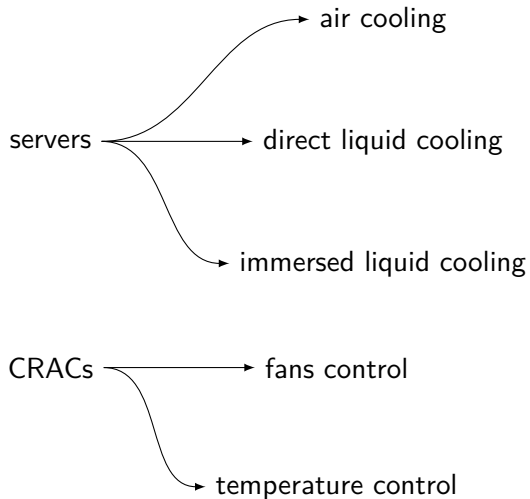 air cooling
servers
direct liquid cooling
immersed liquid cooling
CRACs
fans control
temperature control